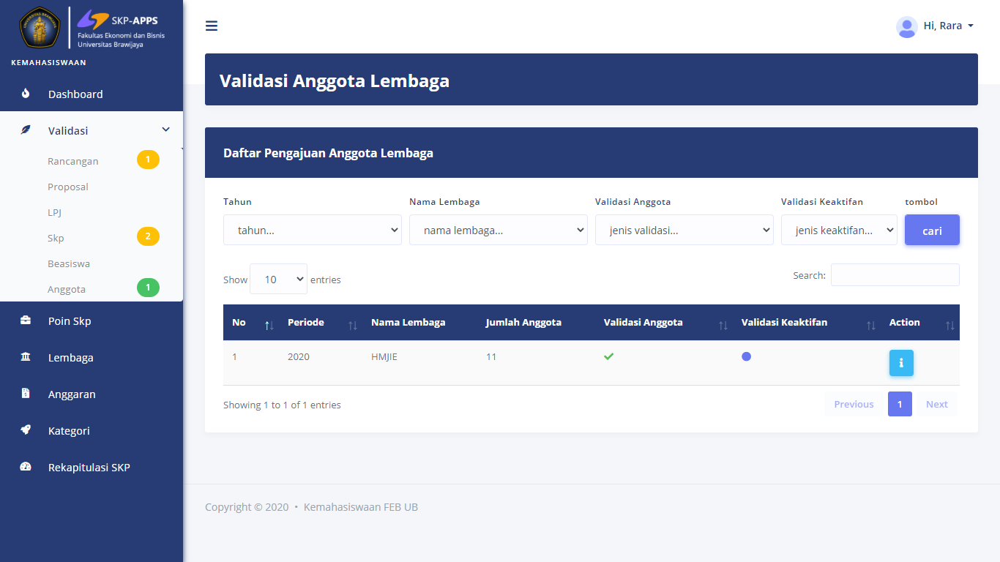 UNIVERSITAS BRAWIJAYA
SKP-APPS
Fakultas Ekonomi dan Bisnis
Universitas Brawijaya
KEMAHASISWAAN
Dashboard
Validasi
Rancangan 1
Proposal
LPJ
Skp 2
Beasiswa
Anggota 1
Poin Skp
Lembaga
Anggaran
Kategori
Rekapitulasi SKP
Hi, Rara
Validasi Anggota Lembaga
Daftar Pengajuan Anggota Lembaga
Tahun Nama Lembaga Validasi Anggota Validasi Keaktifan tombol
tahun... nama lembaga... jenis validasi... jenis keaktifan... cari
Show 10 entries Search:
No Periode Nama Lembaga Jumlah Anggota Validasi Anggota Validasi Keaktifan Action
1 2020 HMJIE 11
Showing 1 to 1 of 1 entries Previous 1 Next
Copyright © 2020 • Kemahasiswaan FEB UB